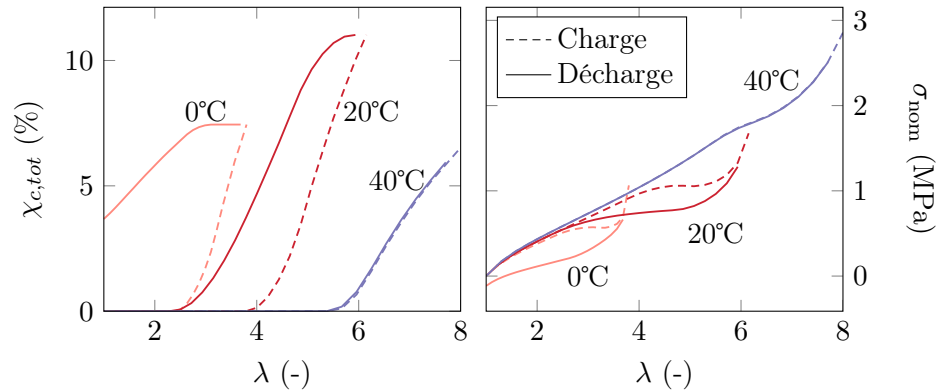 χc,tot (%)
10
5
0
0°C
20°C
40°C
2
4
6
8
λ (-)
Charge
Décharge
40°C
20°C
0°C
3
2
1
0
σnom (MPa)
2
4
6
8
λ (-)